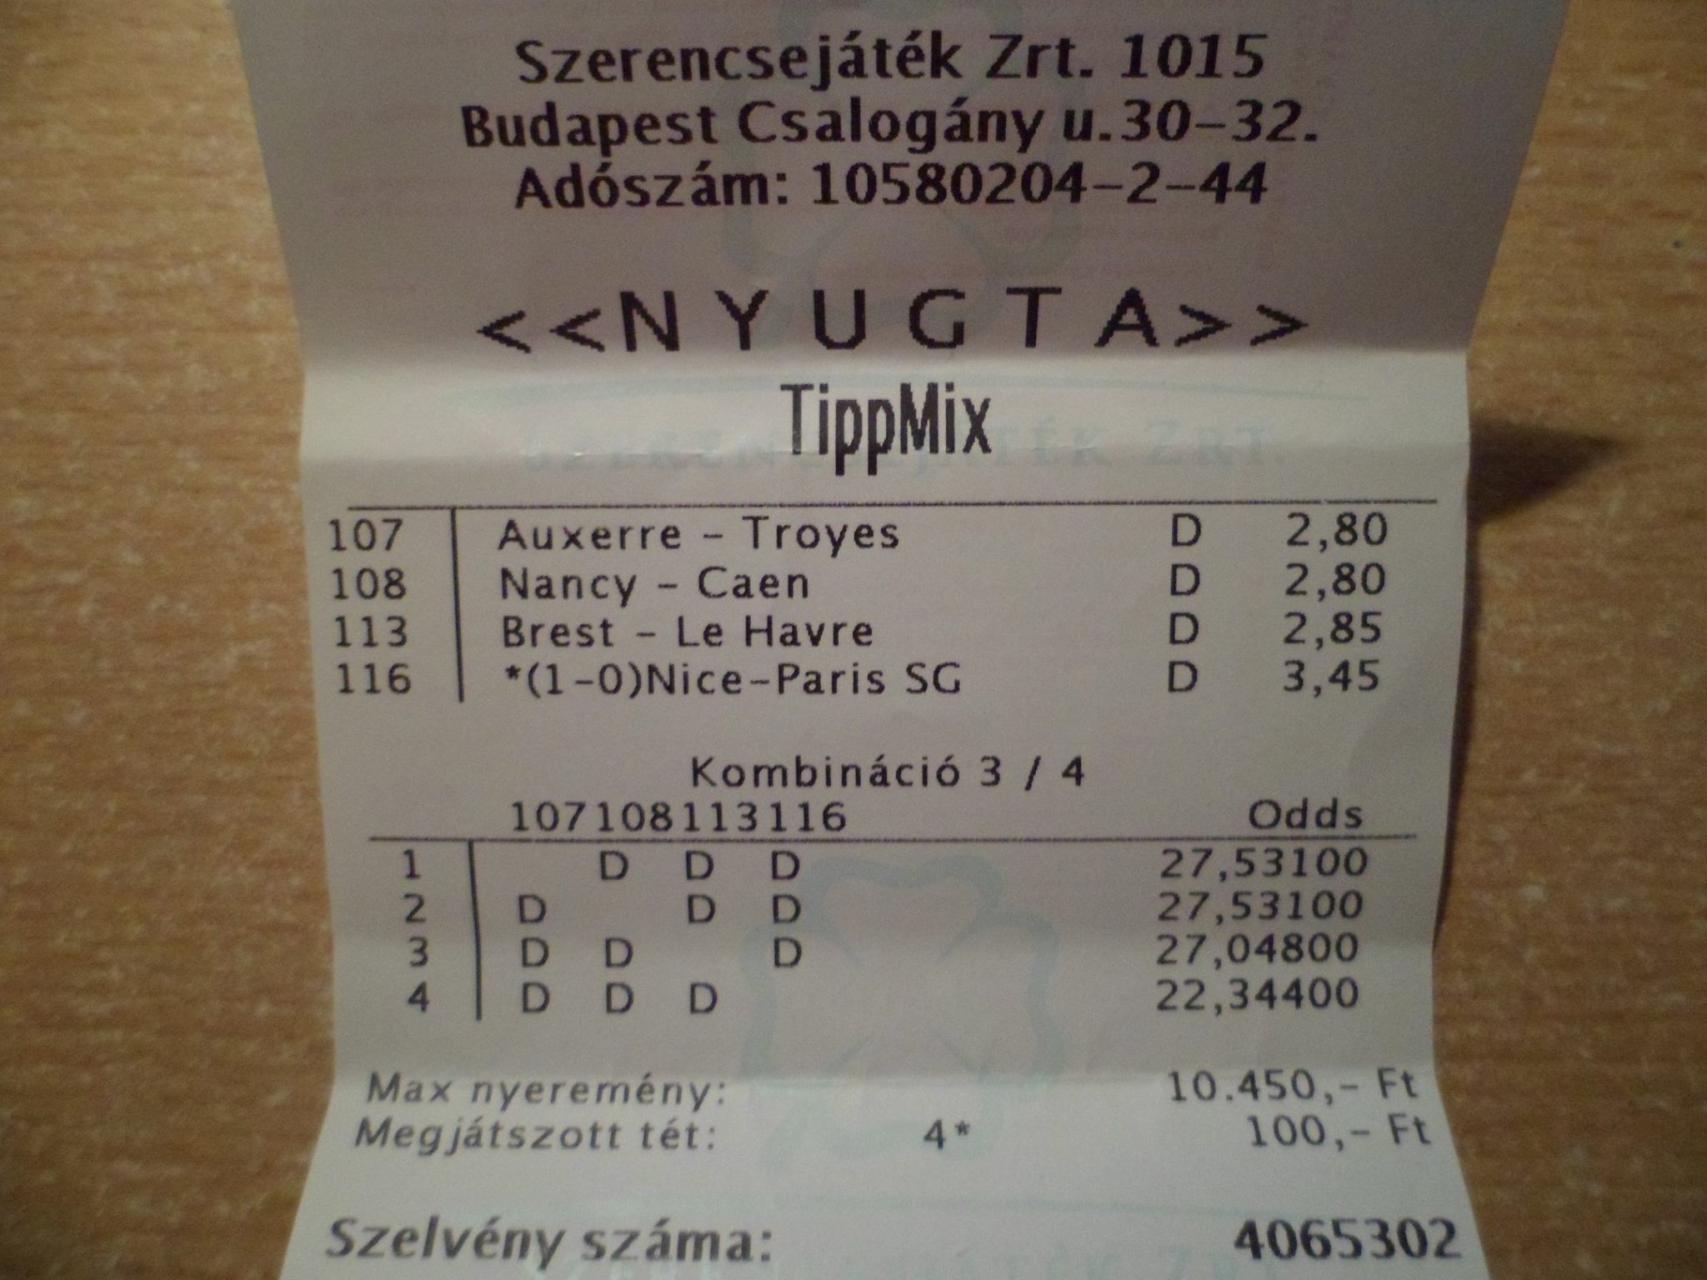 Szerencsejáték Zrt. 1015
Budapest Csalogány u.30-32.
Adószám: 10580204-2-44
<<N Y U G T A>>
TippMix
107 Auxerre - Troyes D 2,80
108 Nancy - Caen D 2,80
113 Brest - Le Havre D 2,85
116 *(1-0)Nice-Paris SG D 3,45
Kombináció 3 / 4
107108113116 Odds
1 D D D 27,53100
2 D D D 27,53100
3 D D D 27,04800
4 D D D 22,34400
Max nyeremény: 10.450,- Ft
Megjátszott tét: 4* 100,- Ft
Szelvény száma: 4065302